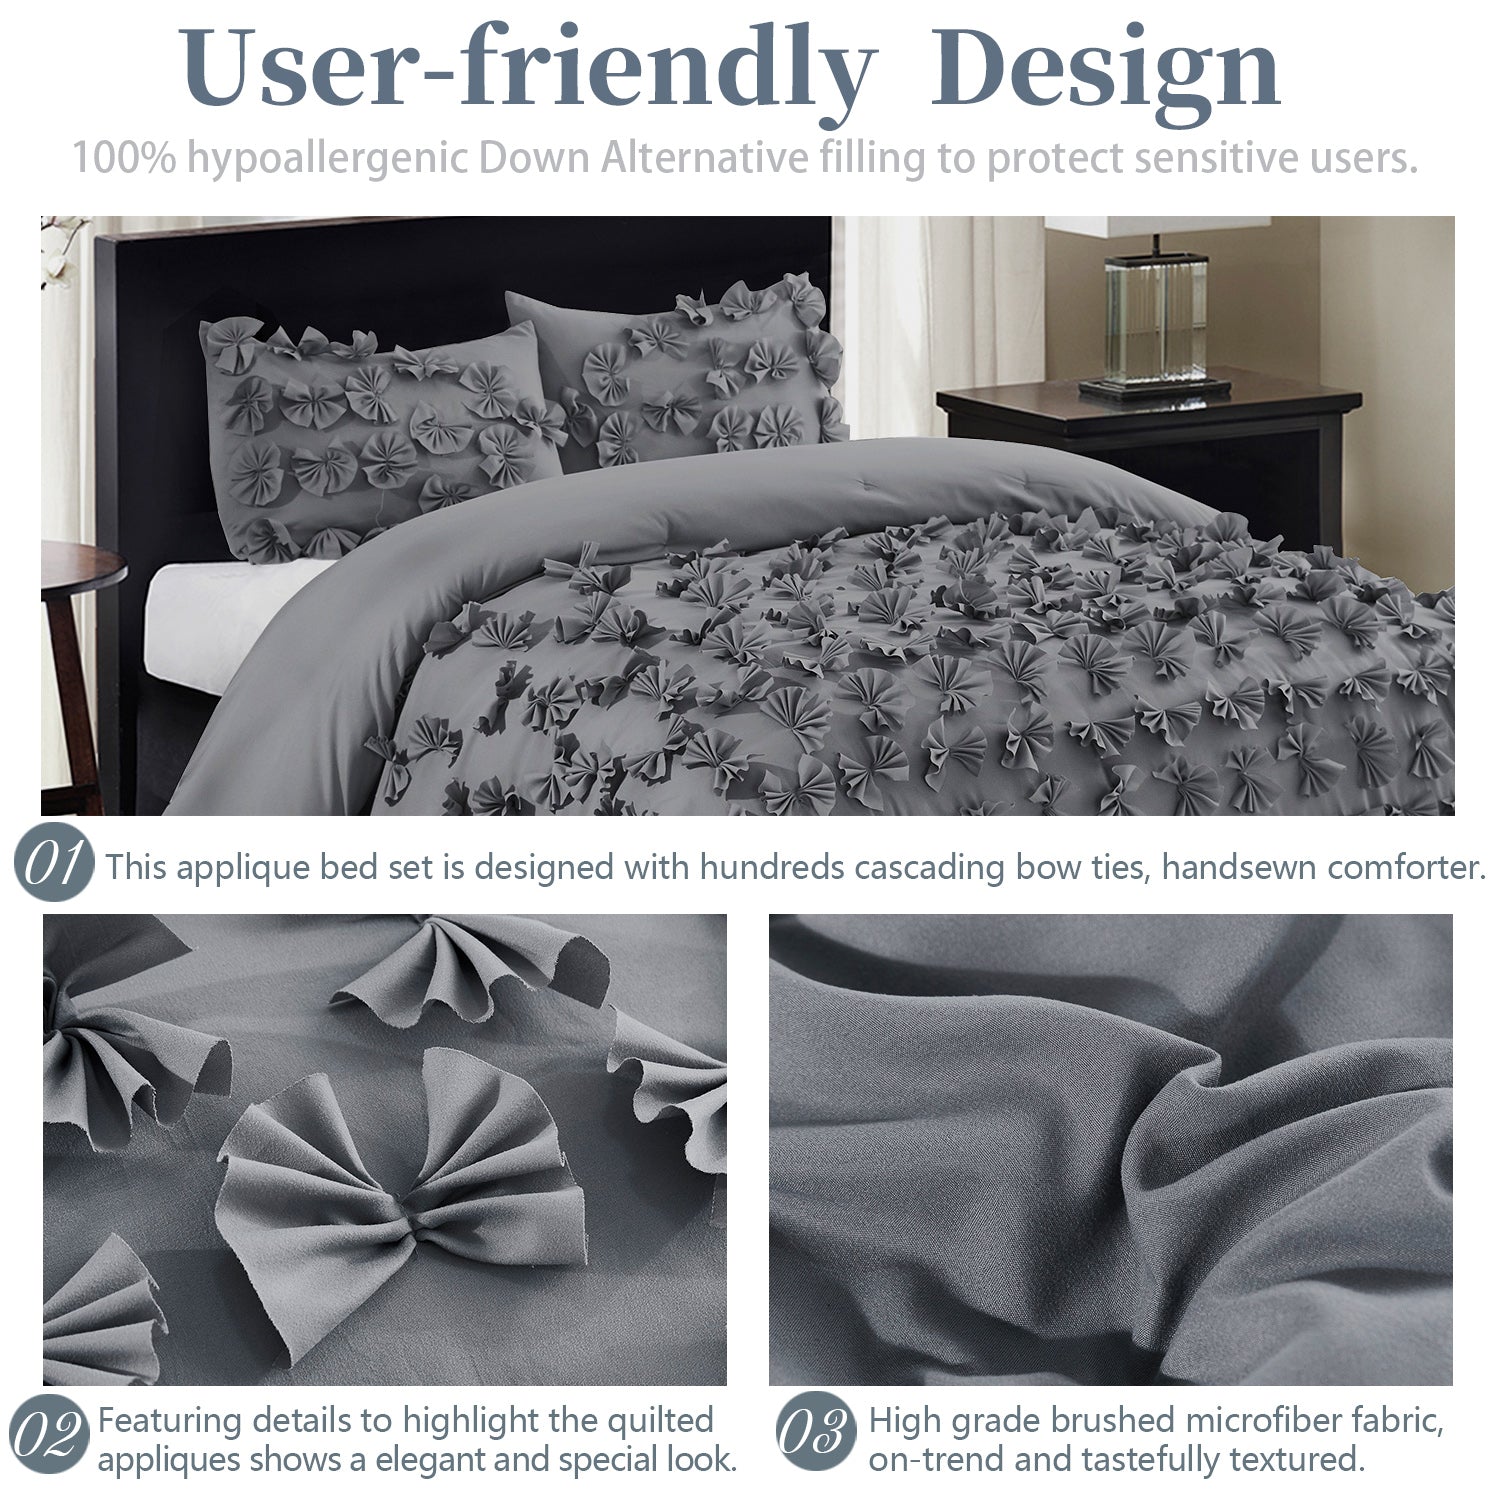 User-friendly Design
100% hypoallergenic Down Alternative filling to protect sensitive users.
01 This applique bed set is designed with hundreds cascading bow ties, handsewn comforter.
02 Featuring details to highlight the quilted
appliques shows a elegant and special look.
03 High grade brushed microfiber fabric,
on-trend and tastefully textured.